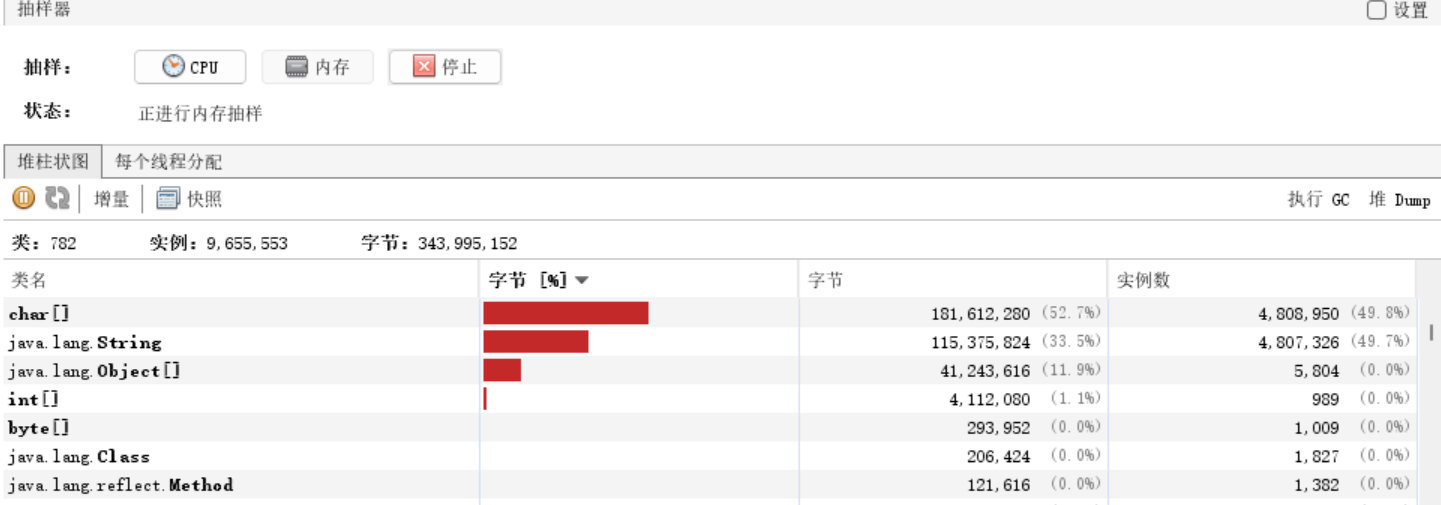 抽样器 设置
抽样： CPU 内存 停止
状态： 正进行内存抽样
堆柱状图 每个线程分配
增量 快照 执行 GC 堆 Dump
类：782 实例：9,655,553 字节：343,995,152
类名 字节 [%] 字节 实例数
char[] 181,612,280 (52.7%) 4,808,950 (49.8%)
java.lang.String 115,375,824 (33.5%) 4,807,326 (49.7%)
java.lang.Object[] 41,243,616 (11.9%) 5,804 (0.0%)
int[] 4,112,080 (1.1%) 989 (0.0%)
byte[] 293,952 (0.0%) 1,009 (0.0%)
java.lang.Class 206,424 (0.0%) 1,827 (0.0%)
java.lang.reflect.Method 121,616 (0.0%) 1,382 (0.0%)